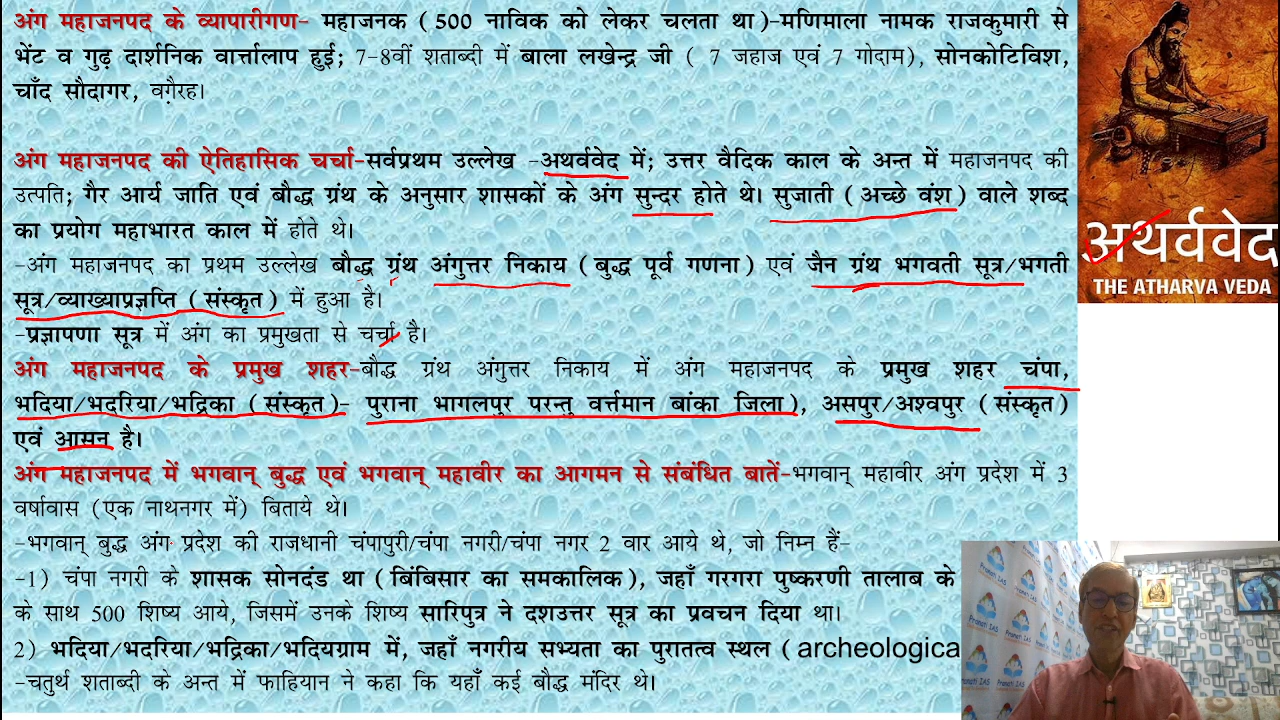 अंग महाजनपद के व्यापारीगण- महाजनक (500 नाविक को लेकर चलता था)-मणिमाला नामक राजकुमारी से
भेंट व गुढ़ दार्शनिक वार्त्तालाप हुई; 7-8वीं शताब्दी में बाला लखेन्द्र जी ( 7 जहाज एवं 7 गोदाम), सोनकोटिविश,
चाँद सौदागर, वगै़रह।
अंग महाजनपद की ऐतिहासिक चर्चा-सर्वप्रथम उल्लेख -अथर्ववेद में; उत्तर वैदिक काल के अन्त में महाजनपद की
उत्पति; गैर आर्य जाति एवं बौद्ध ग्रंथ के अनुसार शासकों के अंग सुन्दर होते थे। सुजाती (अच्छे वंश) वाले शब्द
का प्रयोग महाभारत काल में होते थे।
-अंग महाजनपद का प्रथम उल्लेख बौद्ध ग्रंथ अंगुत्तर निकाय (बुद्ध पूर्व गणना) एवं जैन ग्रंथ भगवती सूत्र/भगती
सूत्र/व्याख्याप्रज्ञप्ति (संस्कृत) में हुआ है।
-प्रज्ञापणा सूत्र में अंग का प्रमुखता से चर्चा है।
अंग महाजनपद के प्रमुख शहर-बौद्ध ग्रंथ अंगुत्तर निकाय में अंग महाजनपद के प्रमुख शहर चंपा,
भदिया/भदरिया/भद्रिका (संस्कृत)- पुराना भागलपुर परन्तु वर्त्तमान बांका जिला), असपुर/अश्वपुर (संस्कृत)
एवं आसन है।
अंग महाजनपद में भगवान् बुद्ध एवं भगवान् महावीर का आगमन से संबंधित बातें-भगवान् महावीर अंग प्रदेश में 3
वर्षावास (एक नाथनगर में) बिताये थे।
-भगवान् बुद्ध अंग प्रदेश की राजधानी चंपापुरी/चंपा नगरी/चंपा नगर 2 वार आये थे, जो निम्न हैं-
-1) चंपा नगरी के शासक सोनदंड था (बिंबिसार का समकालिक), जहाँ गरगरा पुष्करणी तालाब के
के साथ 500 शिष्य आये, जिसमें उनके शिष्य सारिपुत्र ने दशउत्तर सूत्र का प्रवचन दिया था।
2) भदिया/भदरिया/भद्रिका/भदियग्राम में, जहाँ नगरीय सभ्यता का पुरातत्व स्थल (archeologica
-चतुर्थ शताब्दी के अन्त में फाहियान ने कहा कि यहाँ कई बौद्ध मंदिर थे।
अथर्ववेद
THE ATHARVA VEDA
Pranati IAS
Pranati IAS
Pranati IAS